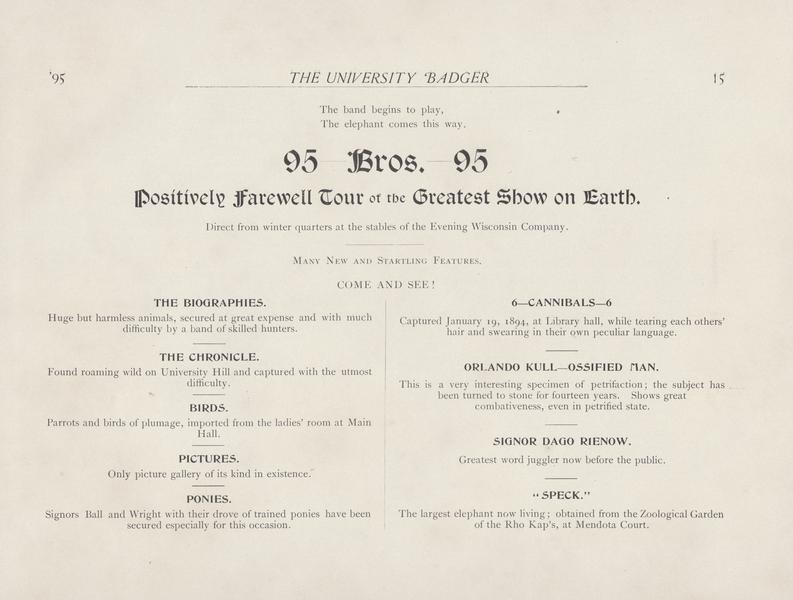 '95
THE UNIVERSITY BADGER
15
The band begins to play,
The elephant comes this way.
95 Bros. 95
Positively Farewell Tour of the Greatest Show on Earth.
Direct from winter quarters at the stables of the Evening Wisconsin Company.
MANY NEW AND STARTLING FEATURES.
COME AND SEE!
THE BIOGRAPHIES.
Huge but harmless animals, secured at great expense and with much
difficulty by a band of skilled hunters.
THE CHRONICLE.
Found roaming wild on University Hill and captured with the utmost
difficulty.
BIRDS.
Parrots and birds of plumage, imported from the ladies' room at Main
Hall.
PICTURES.
Only picture gallery of its kind in existence.
PONIES.
Signors Ball and Wright with their drove of trained ponies have been
secured especially for this occasion.
6—CANNIBALS—6
Captured January 19, 1894, at Library hall, while tearing each others'
hair and swearing in their own peculiar language.
ORLANDO KULL—OSSIFIED MAN.
This is a very interesting specimen of petrifaction; the subject has
been turned to stone for fourteen years. Shows great
combativeness, even in petrified state.
SIGNOR DAGO RIENOW.
Greatest word juggler now before the public.
"SPECK."
The largest elephant now living; obtained from the Zoological Garden
of the Rho Kap's, at Mendota Court.